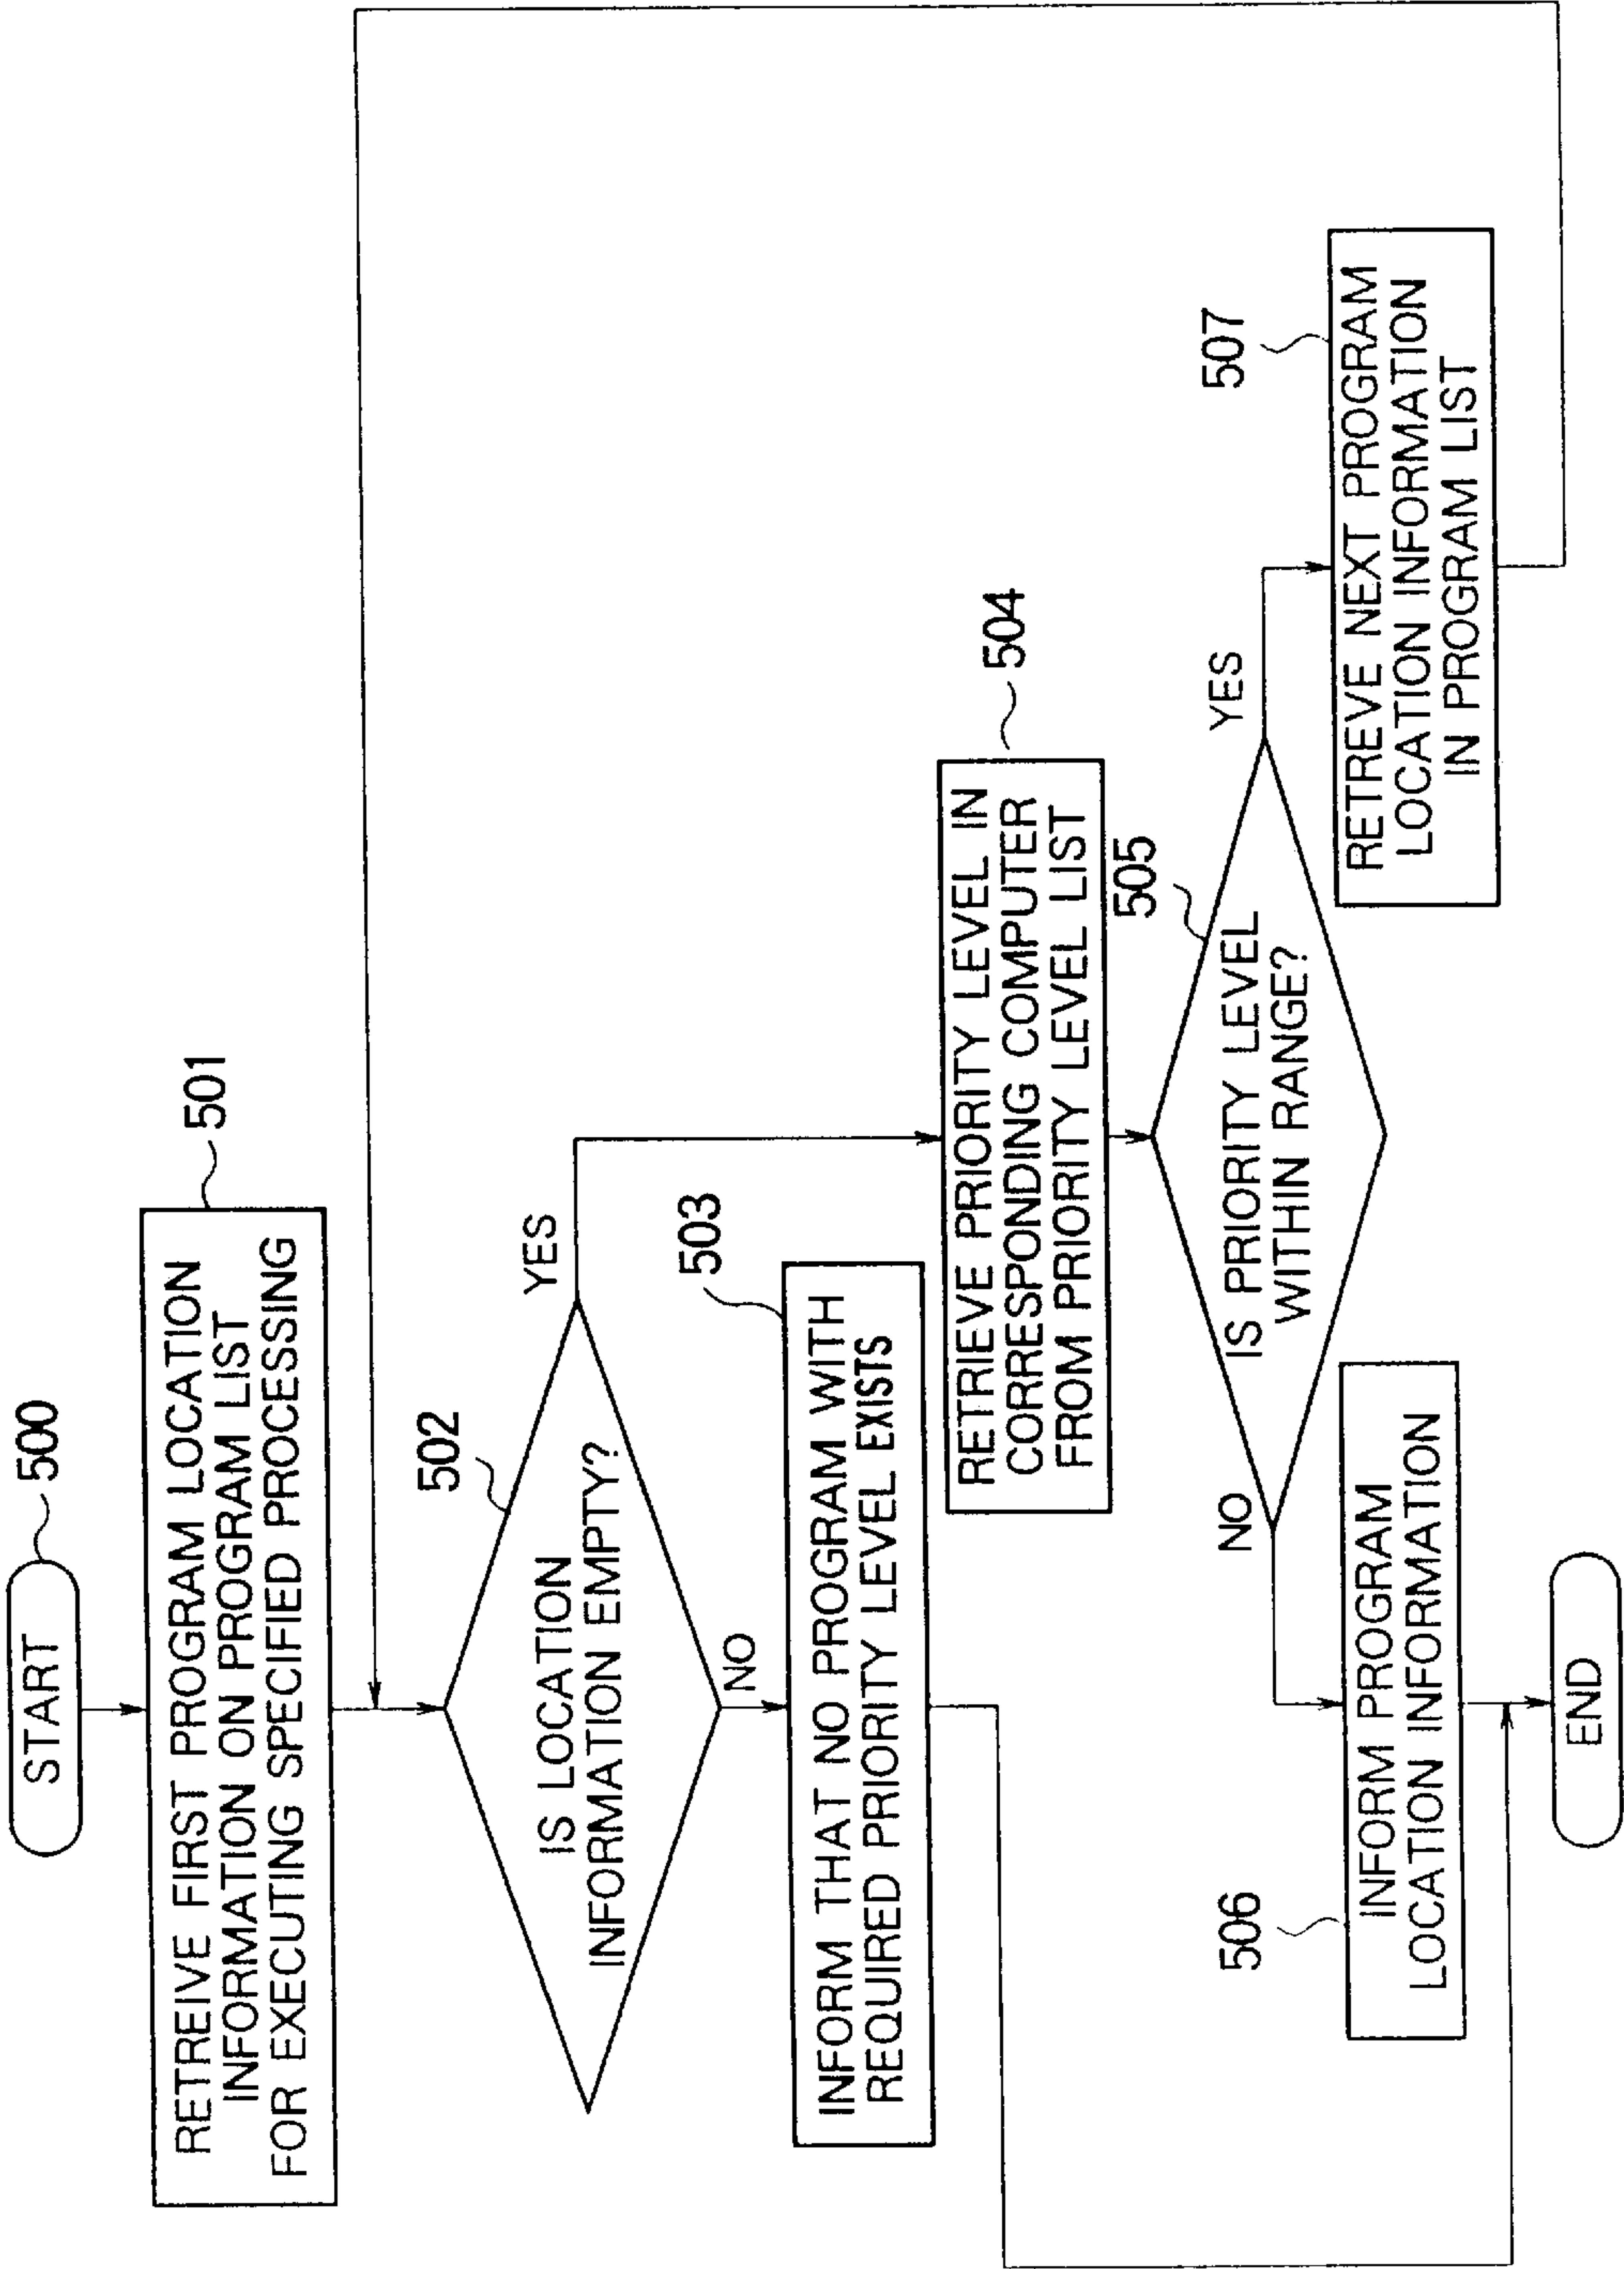 START
500
RETREIVE FIRST PROGRAM LOCATION
INFORMATION ON PROGRAM LIST
FOR EXECUTING SPECIFIED PROCESSING
501
IS LOCATION
INFORMATION EMPTY?
502
YES
NO
INFORM THAT NO PROGRAM WITH
REQUIRED PRIORITY LEVEL EXISTS
503
RETRIEVE PRIORITY LEVEL IN
CORRESPONDING COMPUTER
FROM PRIORITY LEVEL LIST
504
IS PRIORITY LEVEL
WITHIN RANGE?
505
NO
YES
INFORM PROGRAM
LOCATION INFORMATION
506
RETREVE NEXT PROGRAM
LOCATION INFORMATION
IN PROGRAM LIST
507
END